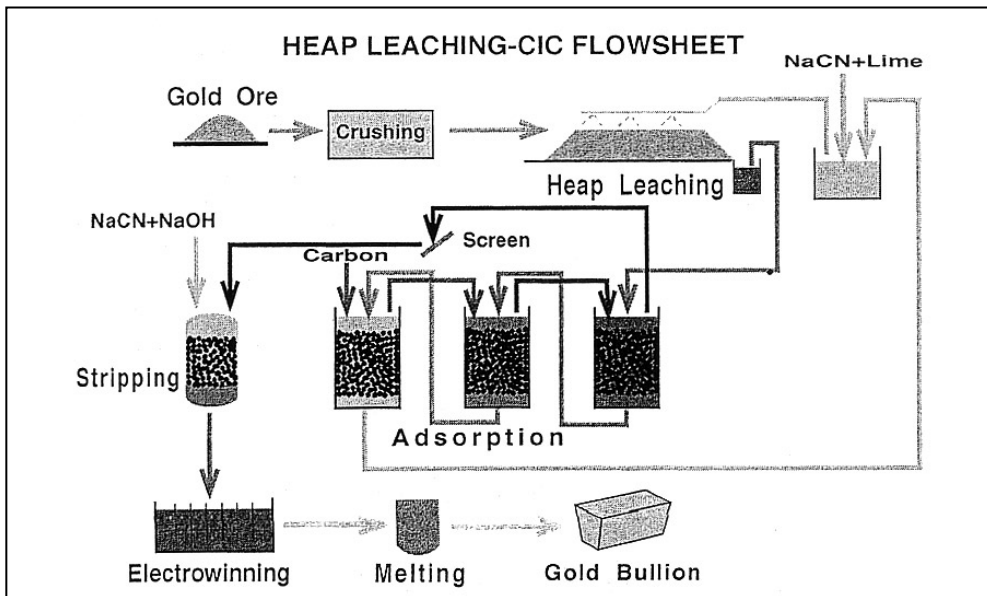 HEAP LEACHING-CIC FLOWSHEET
NaCN+Lime
Gold Ore
Crushing
Heap Leaching
NaCN+NaOH
Screen
Carbon
Stripping
Adsorption
Electrowinning
Melting
Gold Bullion